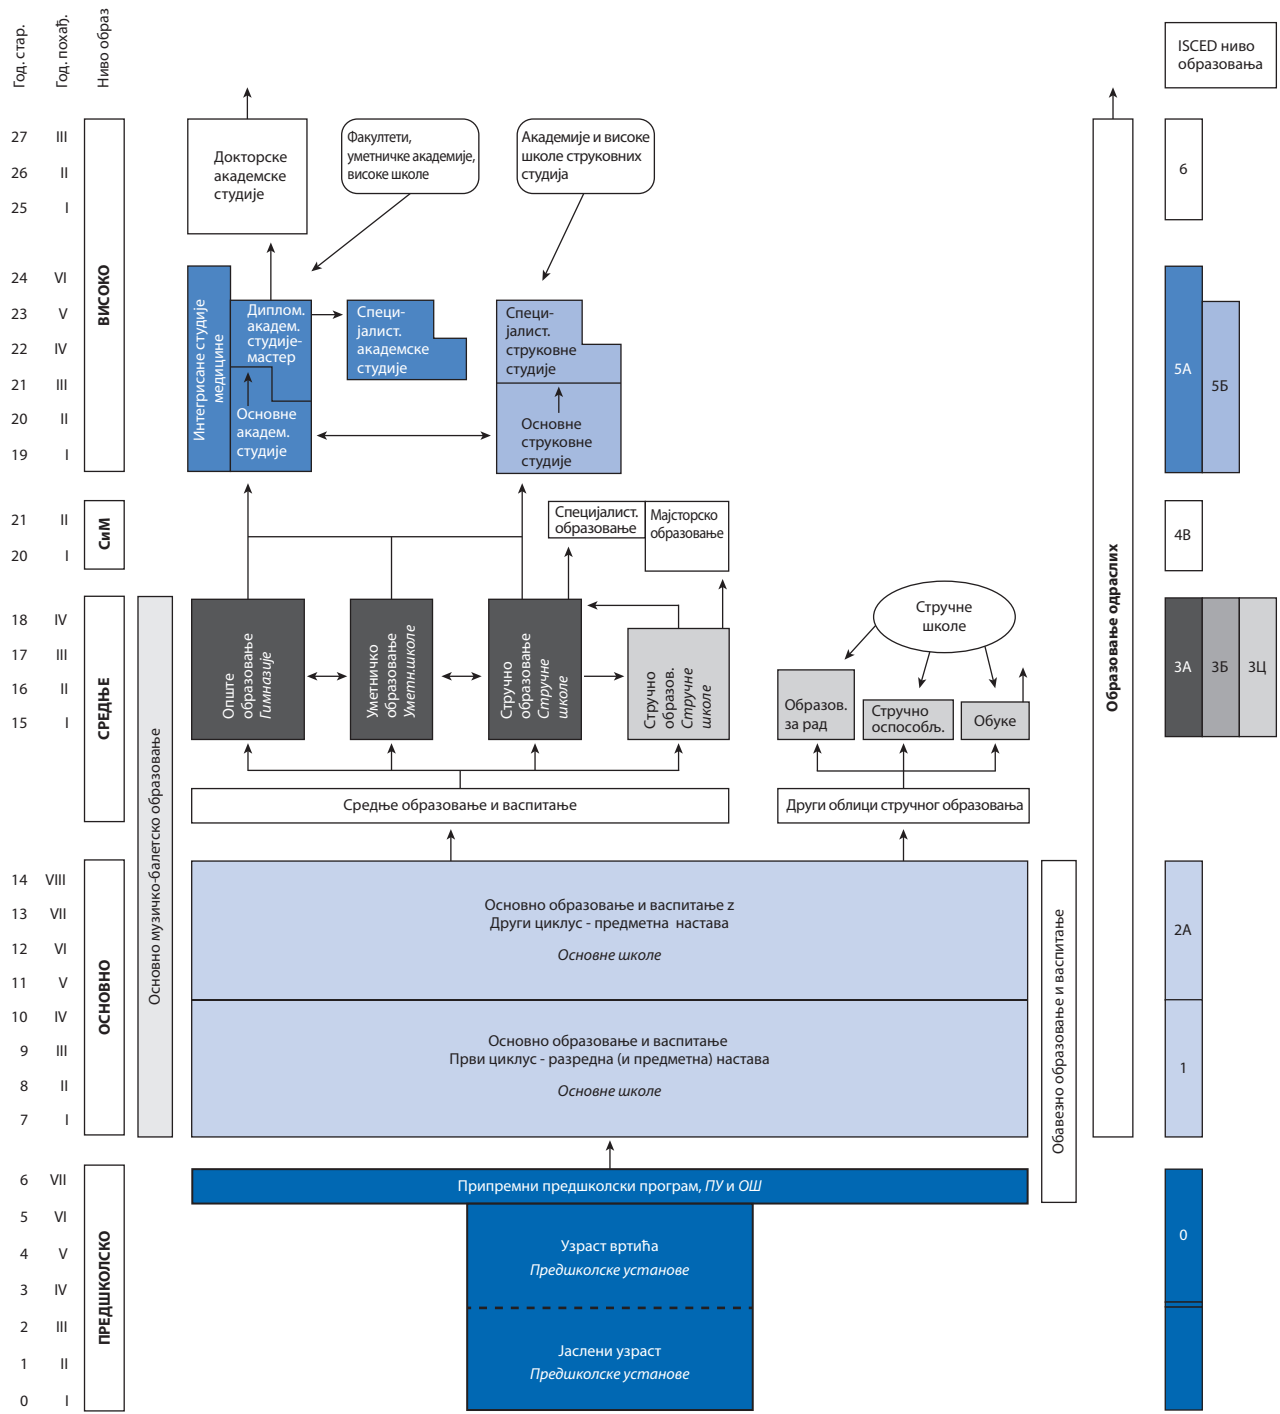 Год. стар.
Год. похађ.
Ниво образ
ISCED ниво
образовања
27 III
26 II
25 I
24 VI
23 V
22 IV
21 III
20 II
19 I
ВИСОКО
Докторске
академске
студије
Факултети,
уметничке академије,
високе школе
Академије и високе
школе струковних
студија
6
Интегрисане студије
медицине
Диплом.
академ.
студије-
мастер
Основне
академ.
студије
Специ-
јалист.
академске
студије
Специ-
јалист.
струковне
студије
Основне
струковне
студије
5А
5Б
21 II
20 I
СиМ
Специјалист.
образовање
Мајсторско
образовање
4В
Образовање одраслих
18 IV
17 III
16 II
15 I
СРЕДЊЕ
Основно музичко-балетско образовање
Опште
образовање
Гимназије
Уметничко
образовање
Уметн.школе
Стручно
образовање
Стручне
школе
Стручно
образов.
Стручне
школе
Стручне
школе
Образов.
за рад
Стручно
оспособљ.
Обуке
3А
3Б
3Ц
Средње образовање и васпитање
Други облици стручног образовања
14 VIII
13 VII
12 VI
11 V
10 IV
9 III
8 II
7 I
ОСНОВНО
Основно образовање и васпитање z
Други циклус - предметна настава
Основне школе
Основно образовање и васпитање
Први циклус - разредна (и предметна) настава
Основне школе
Обавезно образовање и васпитање
2А
1
6 VII
5 VI
4 V
3 IV
2 III
1 II
0 I
ПРЕДШКОЛСКО
Припремни предшколски програм, ПУ и ОШ
Узраст вртића
Предшколске установе
Јаслени узраст
Предшколске установе
0